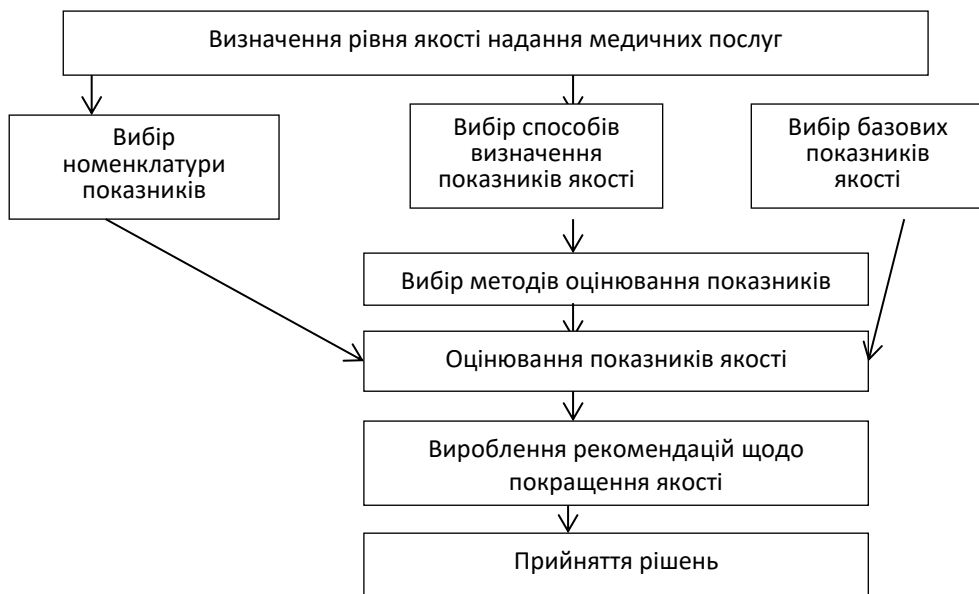 Визначення рівня якості надання медичних послуг
Вибір
номенклатури
показників
Вибір способів
визначення
показників якості
Вибір базових
показників
якості
Вибір методів оцінювання показників
Оцінювання показників якості
Вироблення рекомендацій щодо
покращення якості
Прийняття рішень